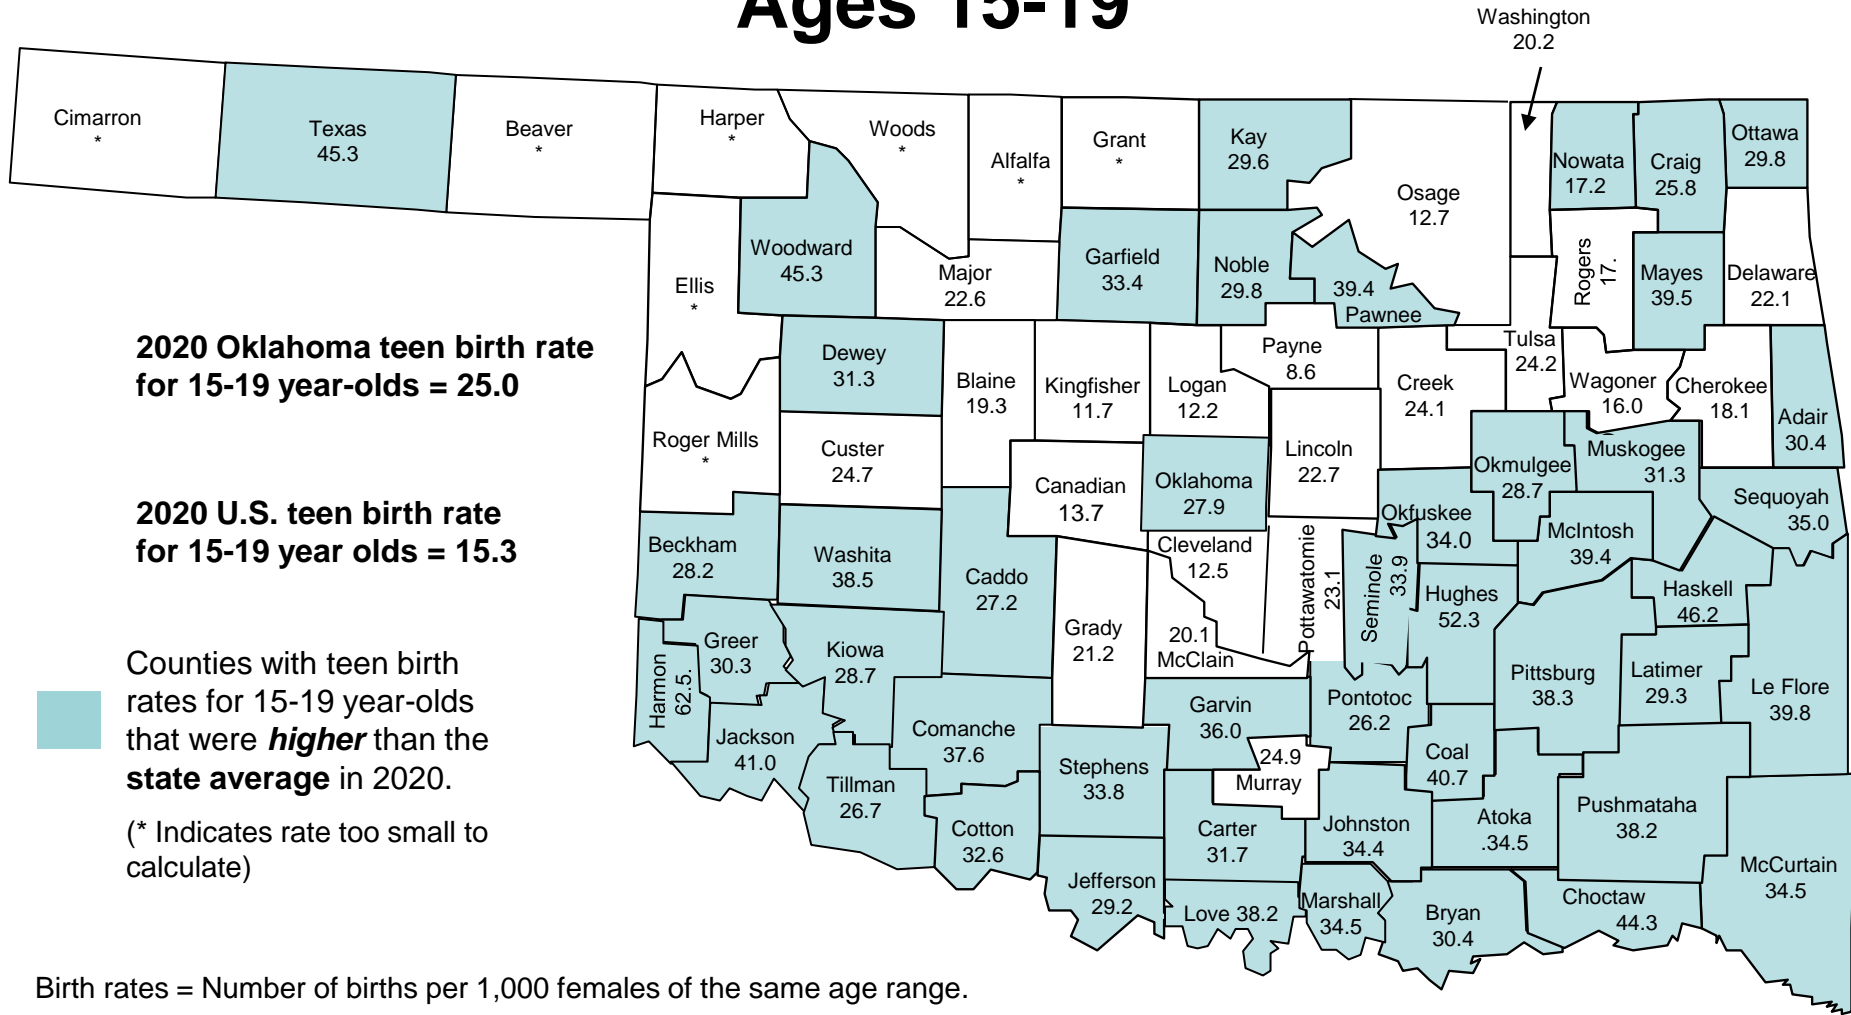 Ages 15-19
Washington
20.2
Cimarron
*
Texas
45.3
Beaver
*
Harper
*
Woods
*
Alfalfa
*
Grant
*
Kay
29.6
Osage
12.7
Nowata
17.2
Craig
25.8
Ottawa
29.8
Ellis
*
Woodward
45.3
Major
22.6
Garfield
33.4
Noble
29.8
39.4
Pawnee
Rogers
17.
Mayes
39.5
Delaware
22.1
2020 Oklahoma teen birth rate
for 15-19 year-olds = 25.0
Dewey
31.3
Blaine
19.3
Kingfisher
11.7
Logan
12.2
Payne
8.6
Creek
24.1
Tulsa
24.2
Wagoner
16.0
Cherokee
18.1
Adair
30.4
Roger Mills
*
Custer
24.7
Canadian
13.7
Oklahoma
27.9
Lincoln
22.7
Okmulgee
28.7
Muskogee
31.3
Sequoyah
35.0
2020 U.S. teen birth rate
for 15-19 year olds = 15.3
Beckham
28.2
Washita
38.5
Caddo
27.2
Grady
21.2
Cleveland
12.5
20.1
McClain
Pottawatomie
23.1
Seminole
33.9
Okfuskee
34.0
Hughes
52.3
McIntosh
39.4
Haskell
46.2
Counties with teen birth
rates for 15-19 year-olds
that were higher than the
state average in 2020.
(* Indicates rate too small to
calculate)
Harmon
62.5.
Greer
30.3
Kiowa
28.7
Jackson
41.0
Tillman
26.7
Comanche
37.6
Cotton
32.6
Stephens
33.8
Jefferson
29.2
Garvin
36.0
24.9
Murray
Carter
31.7
Love 38.2
Pontotoc
26.2
Johnston
34.4
Marshall
34.5
Coal
40.7
Atoka
.34.5
Bryan
30.4
Pittsburg
38.3
Latimer
29.3
Le Flore
39.8
Pushmataha
38.2
Choctaw
44.3
McCurtain
34.5
Birth rates = Number of births per 1,000 females of the same age range.